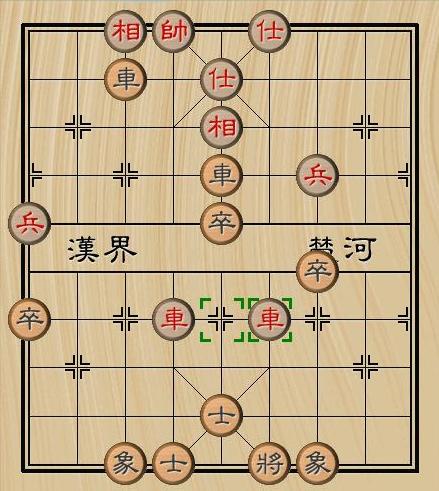 相 帥 仕
車 仕
相
車 兵
兵 卒
漢界 楚河
卒
卒 車 車
士
象 士 將 象